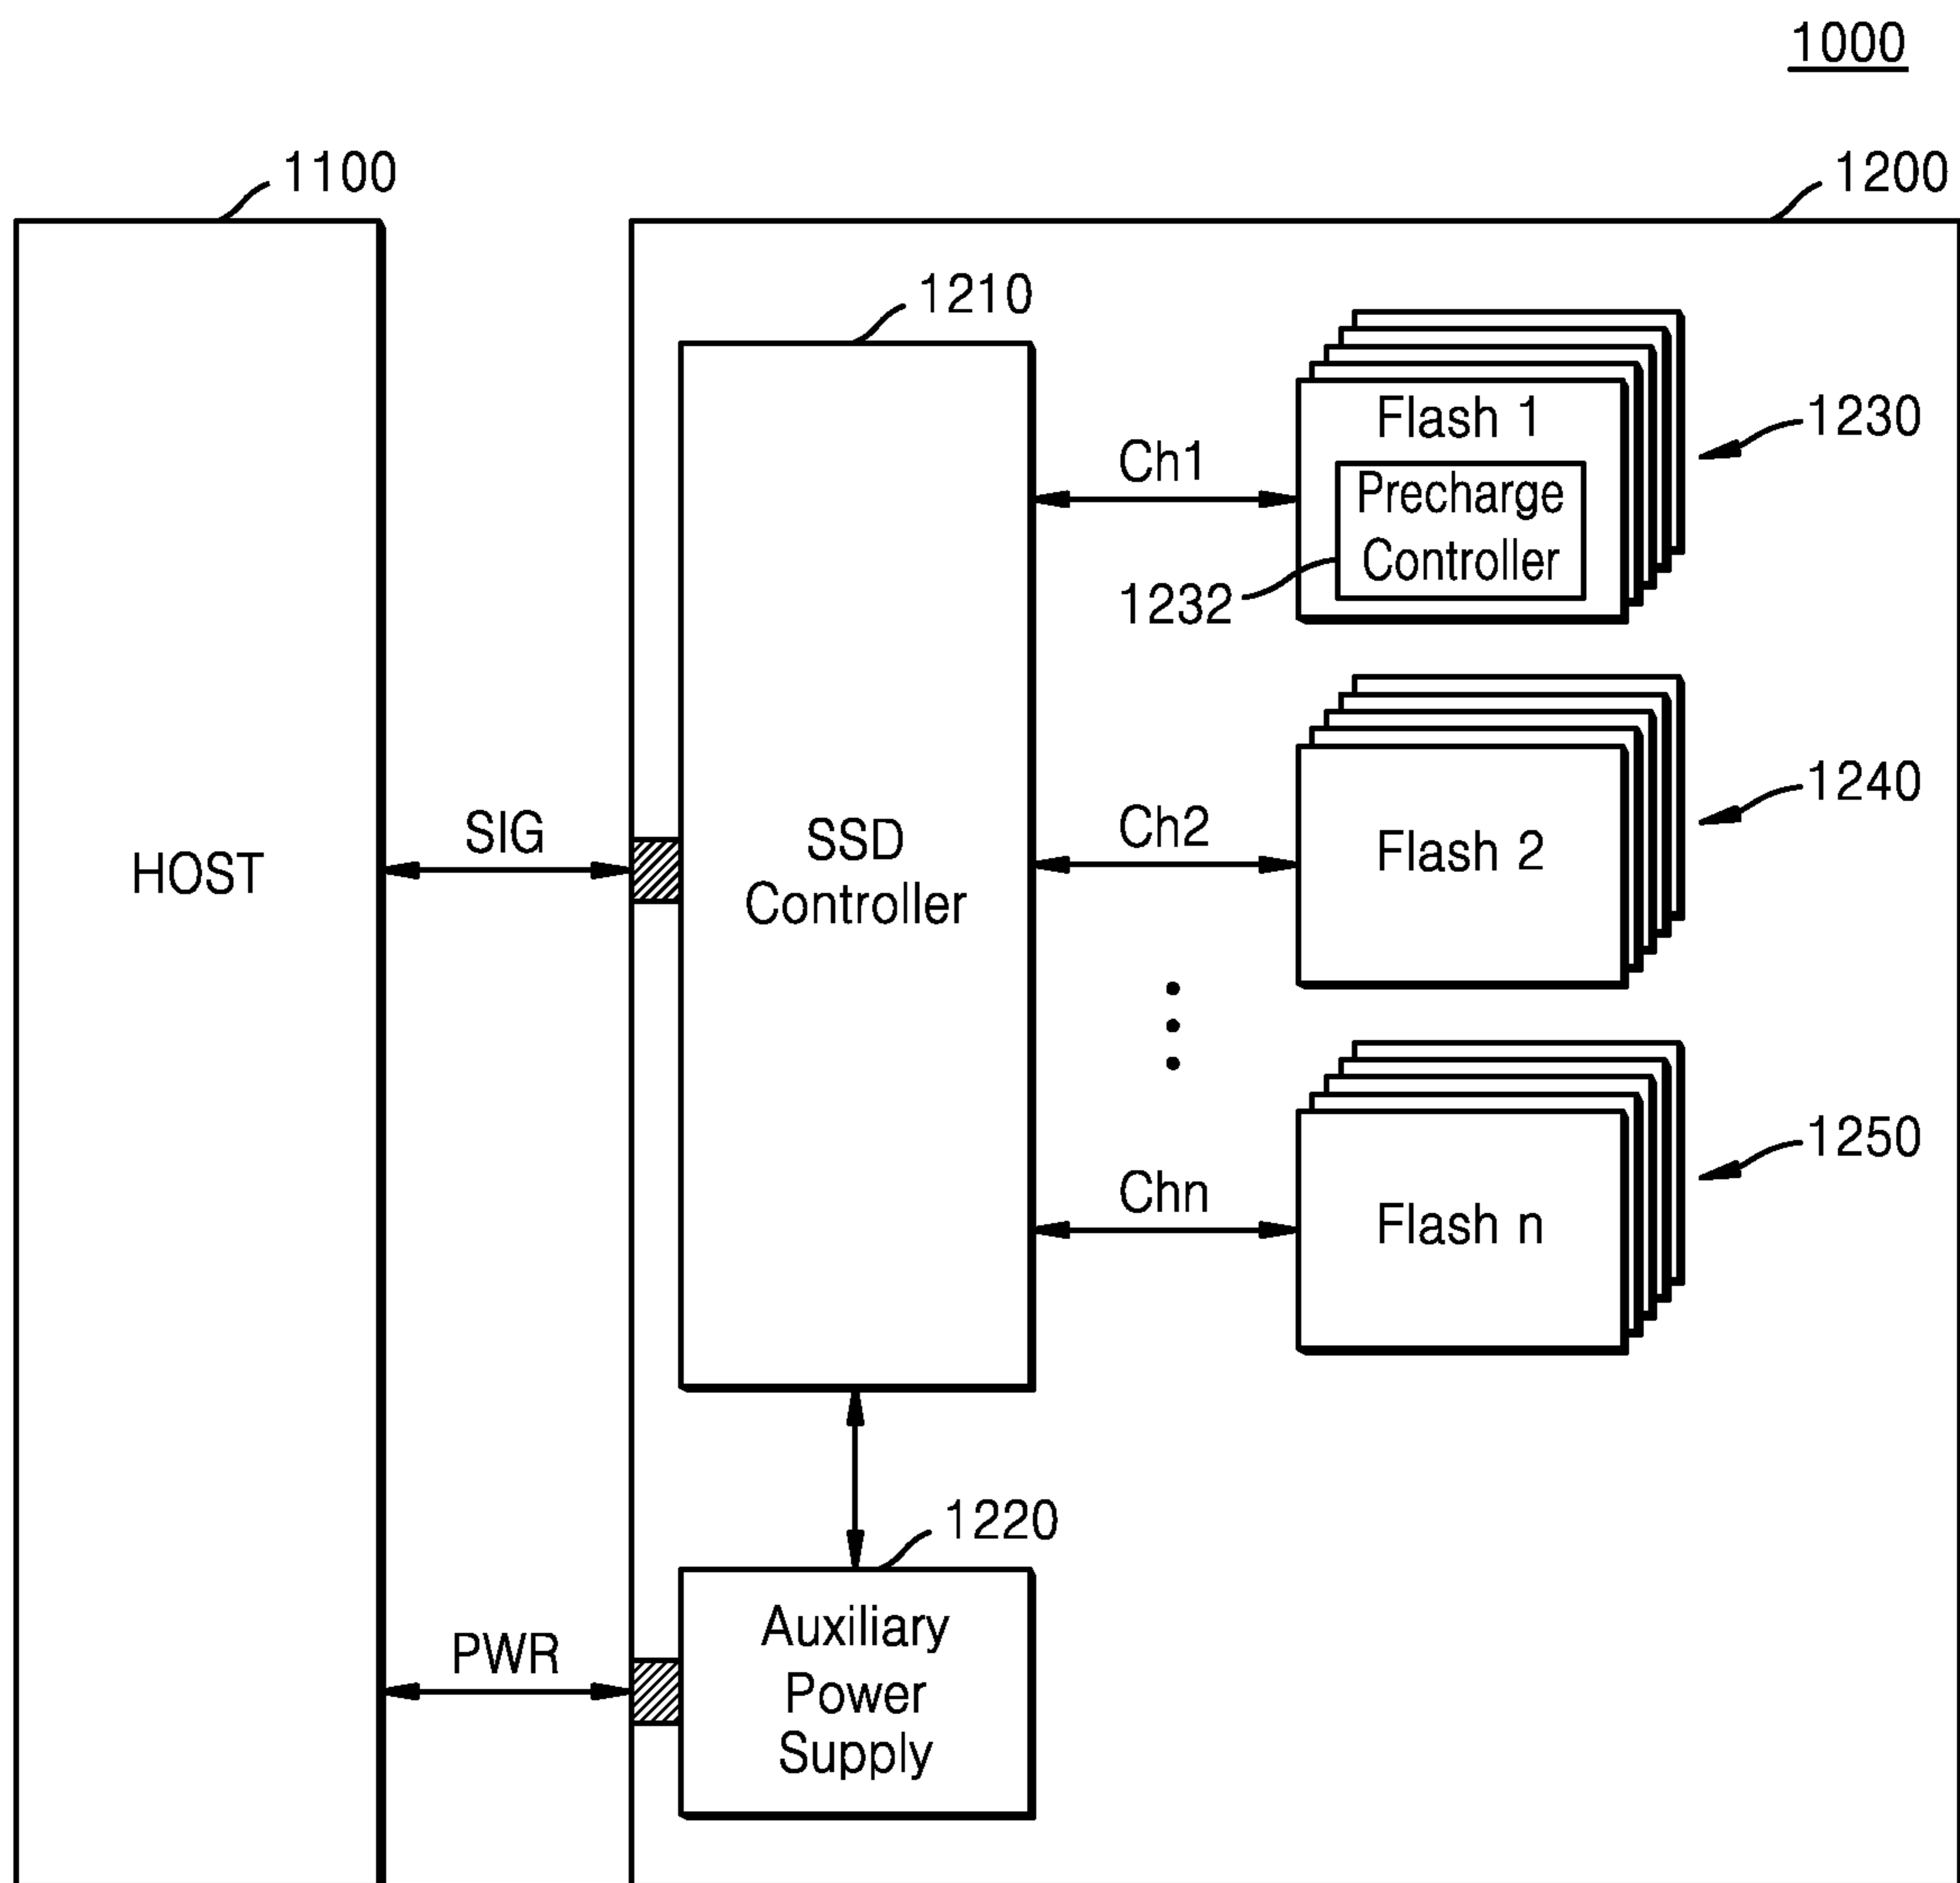 1000
1100
1200
1210
Flash 1
1230
Ch1
Precharge
Controller
1232
1240
Ch2
Flash 2
SIG
HOST
SSD
Controller
1250
Chn
Flash n
1220
Auxiliary
Power
Supply
PWR